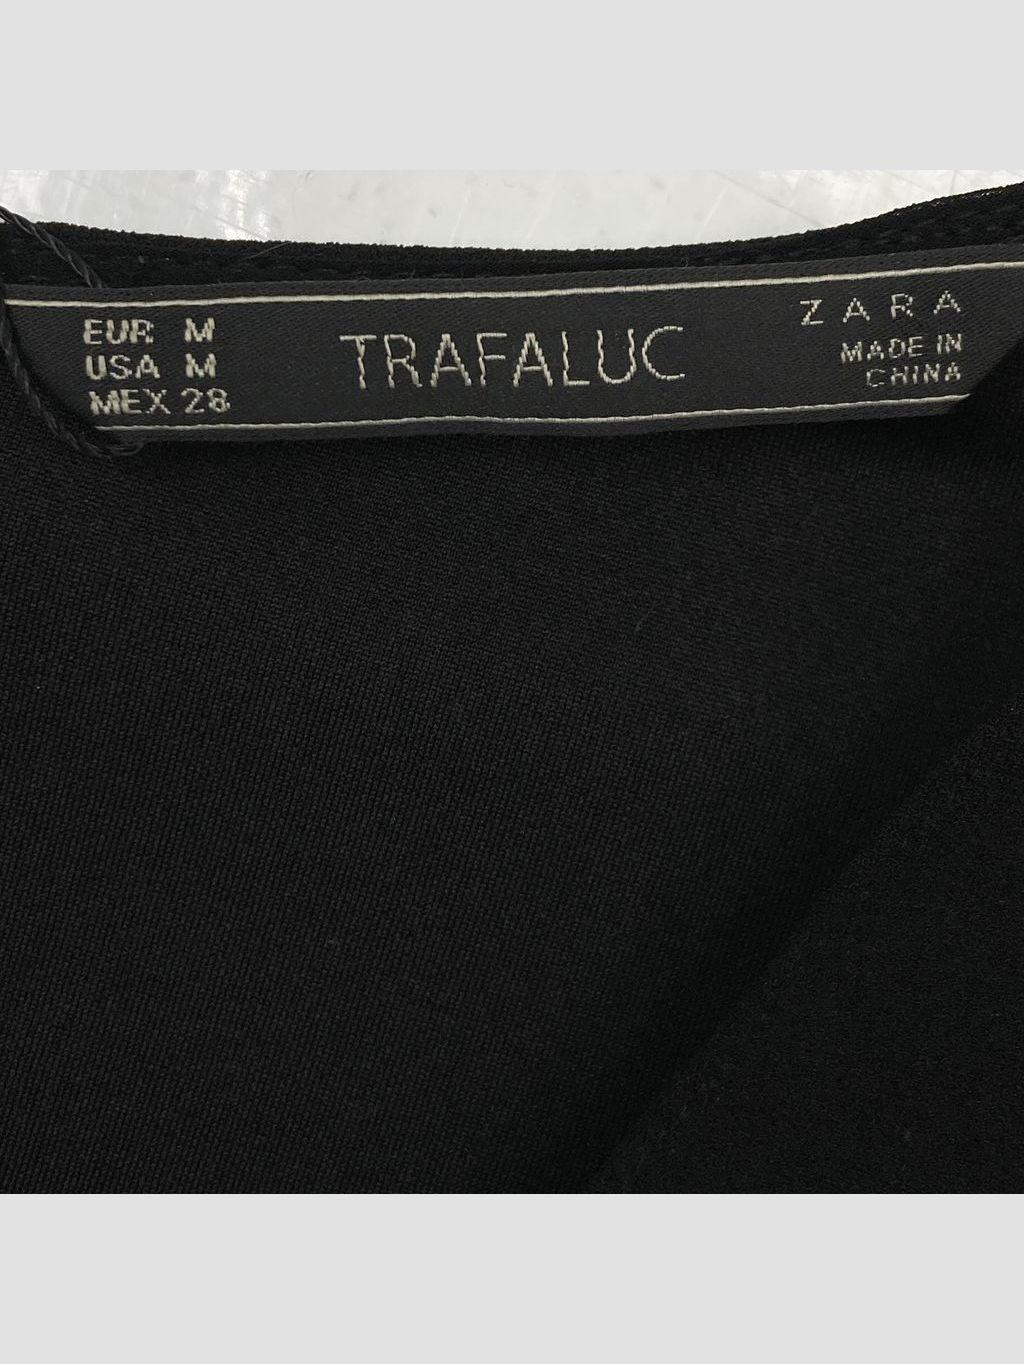 EUR M
USA M
MEX 28
TRAFALUC
ZARA
MADE IN
CHINA